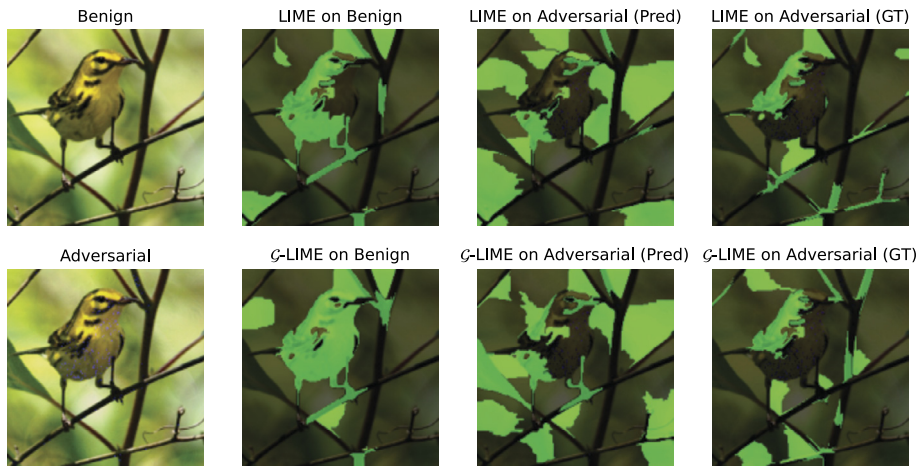 Benign
LIME on Benign
LIME on Adversarial (Pred)
LIME on Adversarial (GT)
Adversarial
𝒢-LIME on Benign
𝒢-LIME on Adversarial (Pred)
𝒢-LIME on Adversarial (GT)